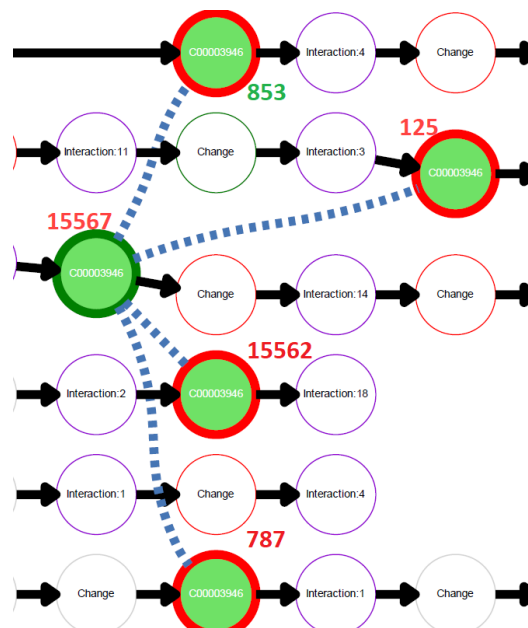 C00003946 Interaction:4 Change
853
125
Interaction:11 Change Interaction:3 C00003946
15567
C00003946 Change Interaction:14 Change
15562
Interaction:2 C00003946 Interaction:18
Interaction:1 Change Interaction:4
787
Change C00003946 Interaction:1 Change